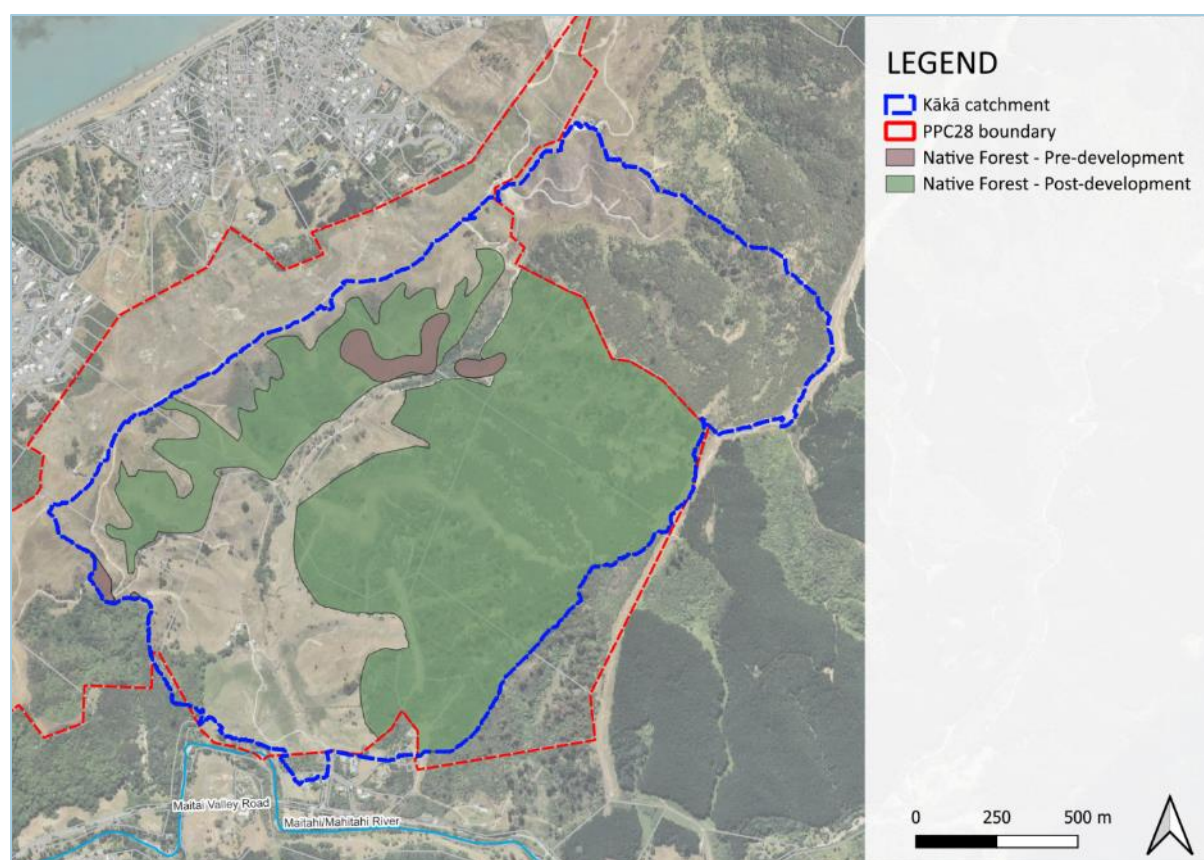 LEGEND
Kākā catchment
PPC28 boundary
Native Forest - Pre-development
Native Forest - Post-development
Maitai Valley Road
Maitahi/Mahitahi River
0 250 500 m